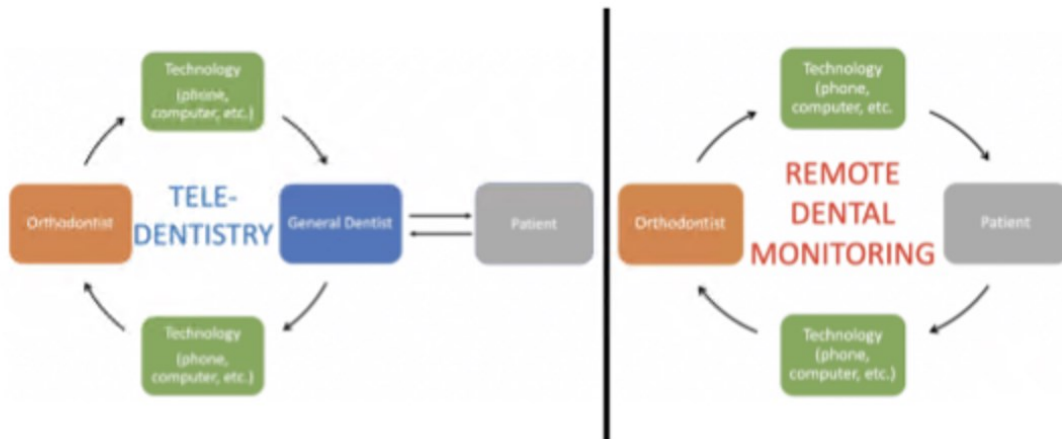 Technology
(phone,
computer, etc.)
TELE-
DENTISTRY
Orthodontist
General Dentist
Patient
Technology
(phone,
computer, etc.)
Technology
(phone,
computer, etc.
REMOTE
DENTAL
MONITORING
Orthodontist
Patient
Technology
(phone,
computer, etc.)